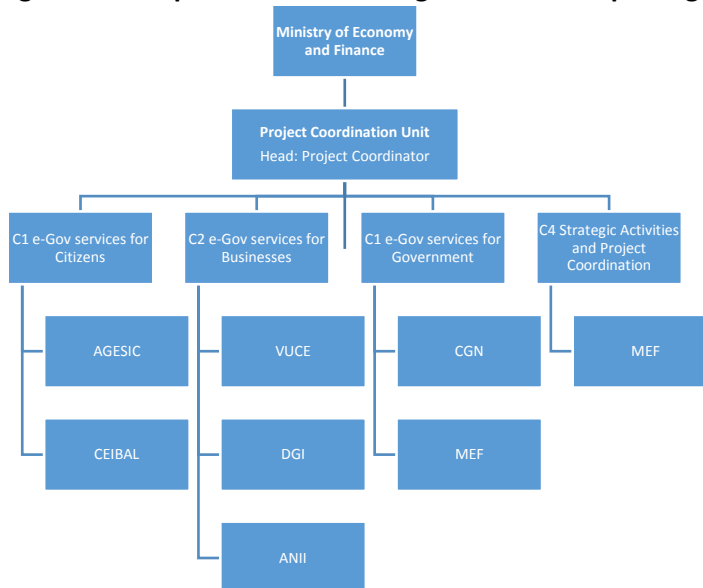 Ministry of Economy
and Finance
Project Coordination Unit
Head: Project Coordinator
C1 e-Gov services for
Citizens
C2 e-Gov services for
Businesses
C1 e-Gov services for
Government
C4 Strategic Activities
and Project
Coordination
AGESIC
VUCE
CGN
MEF
CEIBAL
DGI
MEF
ANII